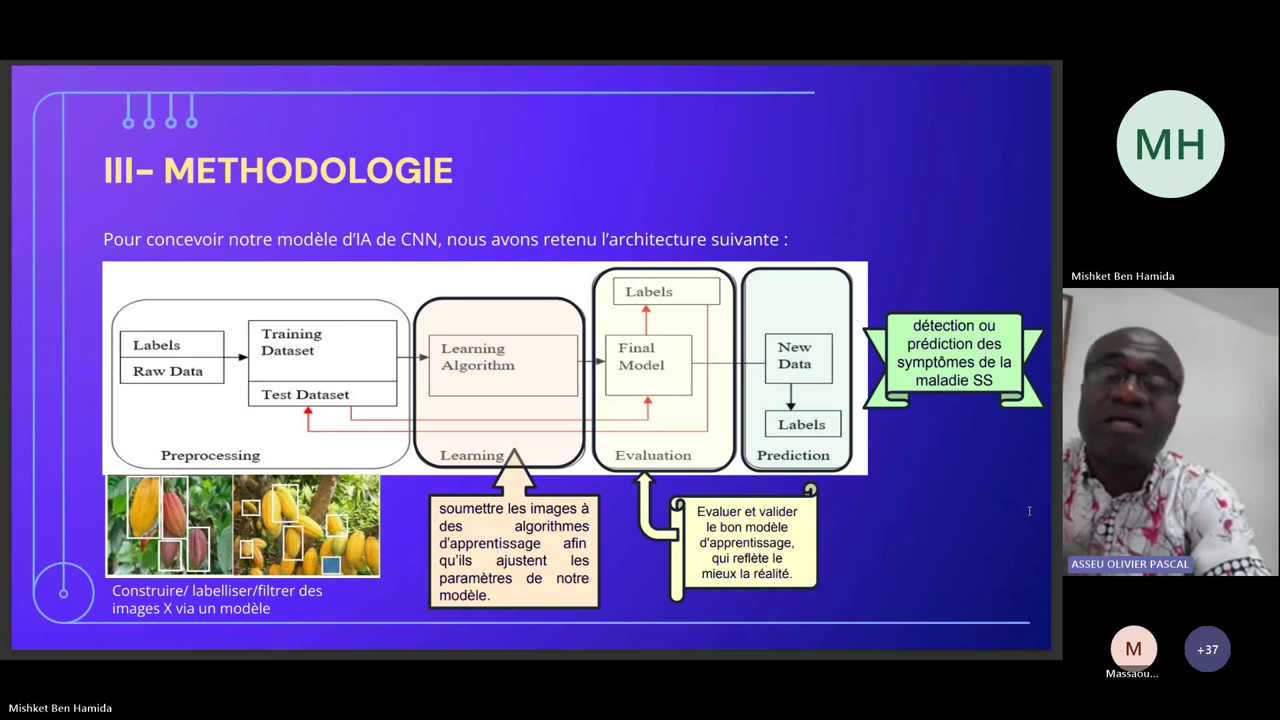 III- METHODOLOGIE
Pour concevoir notre modèle d'IA de CNN, nous avons retenu l'architecture suivante :
Labels
Raw Data
Training
Dataset
Test Dataset
Preprocessing
Learning
Algorithm
Learning
Labels
Final
Model
Evaluation
New
Data
Labels
Prediction
détection ou
prédiction des
symptômes de la
maladie SS
Construire/ labelliser/filtrer des
images X via un modèle
soumettre les images à
des algorithmes
d'apprentissage afin
qu'ils ajustent les
paramètres de notre
modèle.
Evaluer et valider
le bon modèle
d'apprentissage,
qui reflète le
mieux la réalité.
MH
Mishket Ben Hamida
ASSEU OLIVIER PASCAL
M
Massaou...
+37
Mishket Ben Hamida